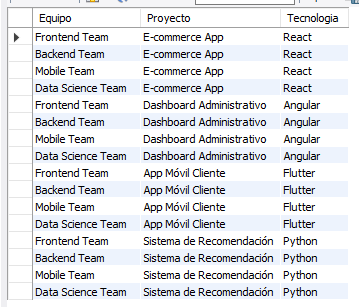 Equipo Proyecto Tecnologia
Frontend Team E-commerce App React
Backend Team E-commerce App React
Mobile Team E-commerce App React
Data Science Team E-commerce App React
Frontend Team Dashboard Administrativo Angular
Backend Team Dashboard Administrativo Angular
Mobile Team Dashboard Administrativo Angular
Data Science Team Dashboard Administrativo Angular
Frontend Team App Móvil Cliente Flutter
Backend Team App Móvil Cliente Flutter
Mobile Team App Móvil Cliente Flutter
Data Science Team App Móvil Cliente Flutter
Frontend Team Sistema de Recomendación Python
Backend Team Sistema de Recomendación Python
Mobile Team Sistema de Recomendación Python
Data Science Team Sistema de Recomendación Python